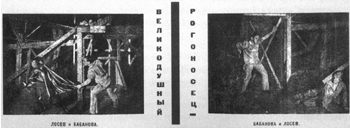 ВЕЛИКОДУШНЫЙ
РОГОНОСЕЦ
ЛОСЕВ и БАБАНОВА.
БАБАНОВА и ЛОСЕВ.